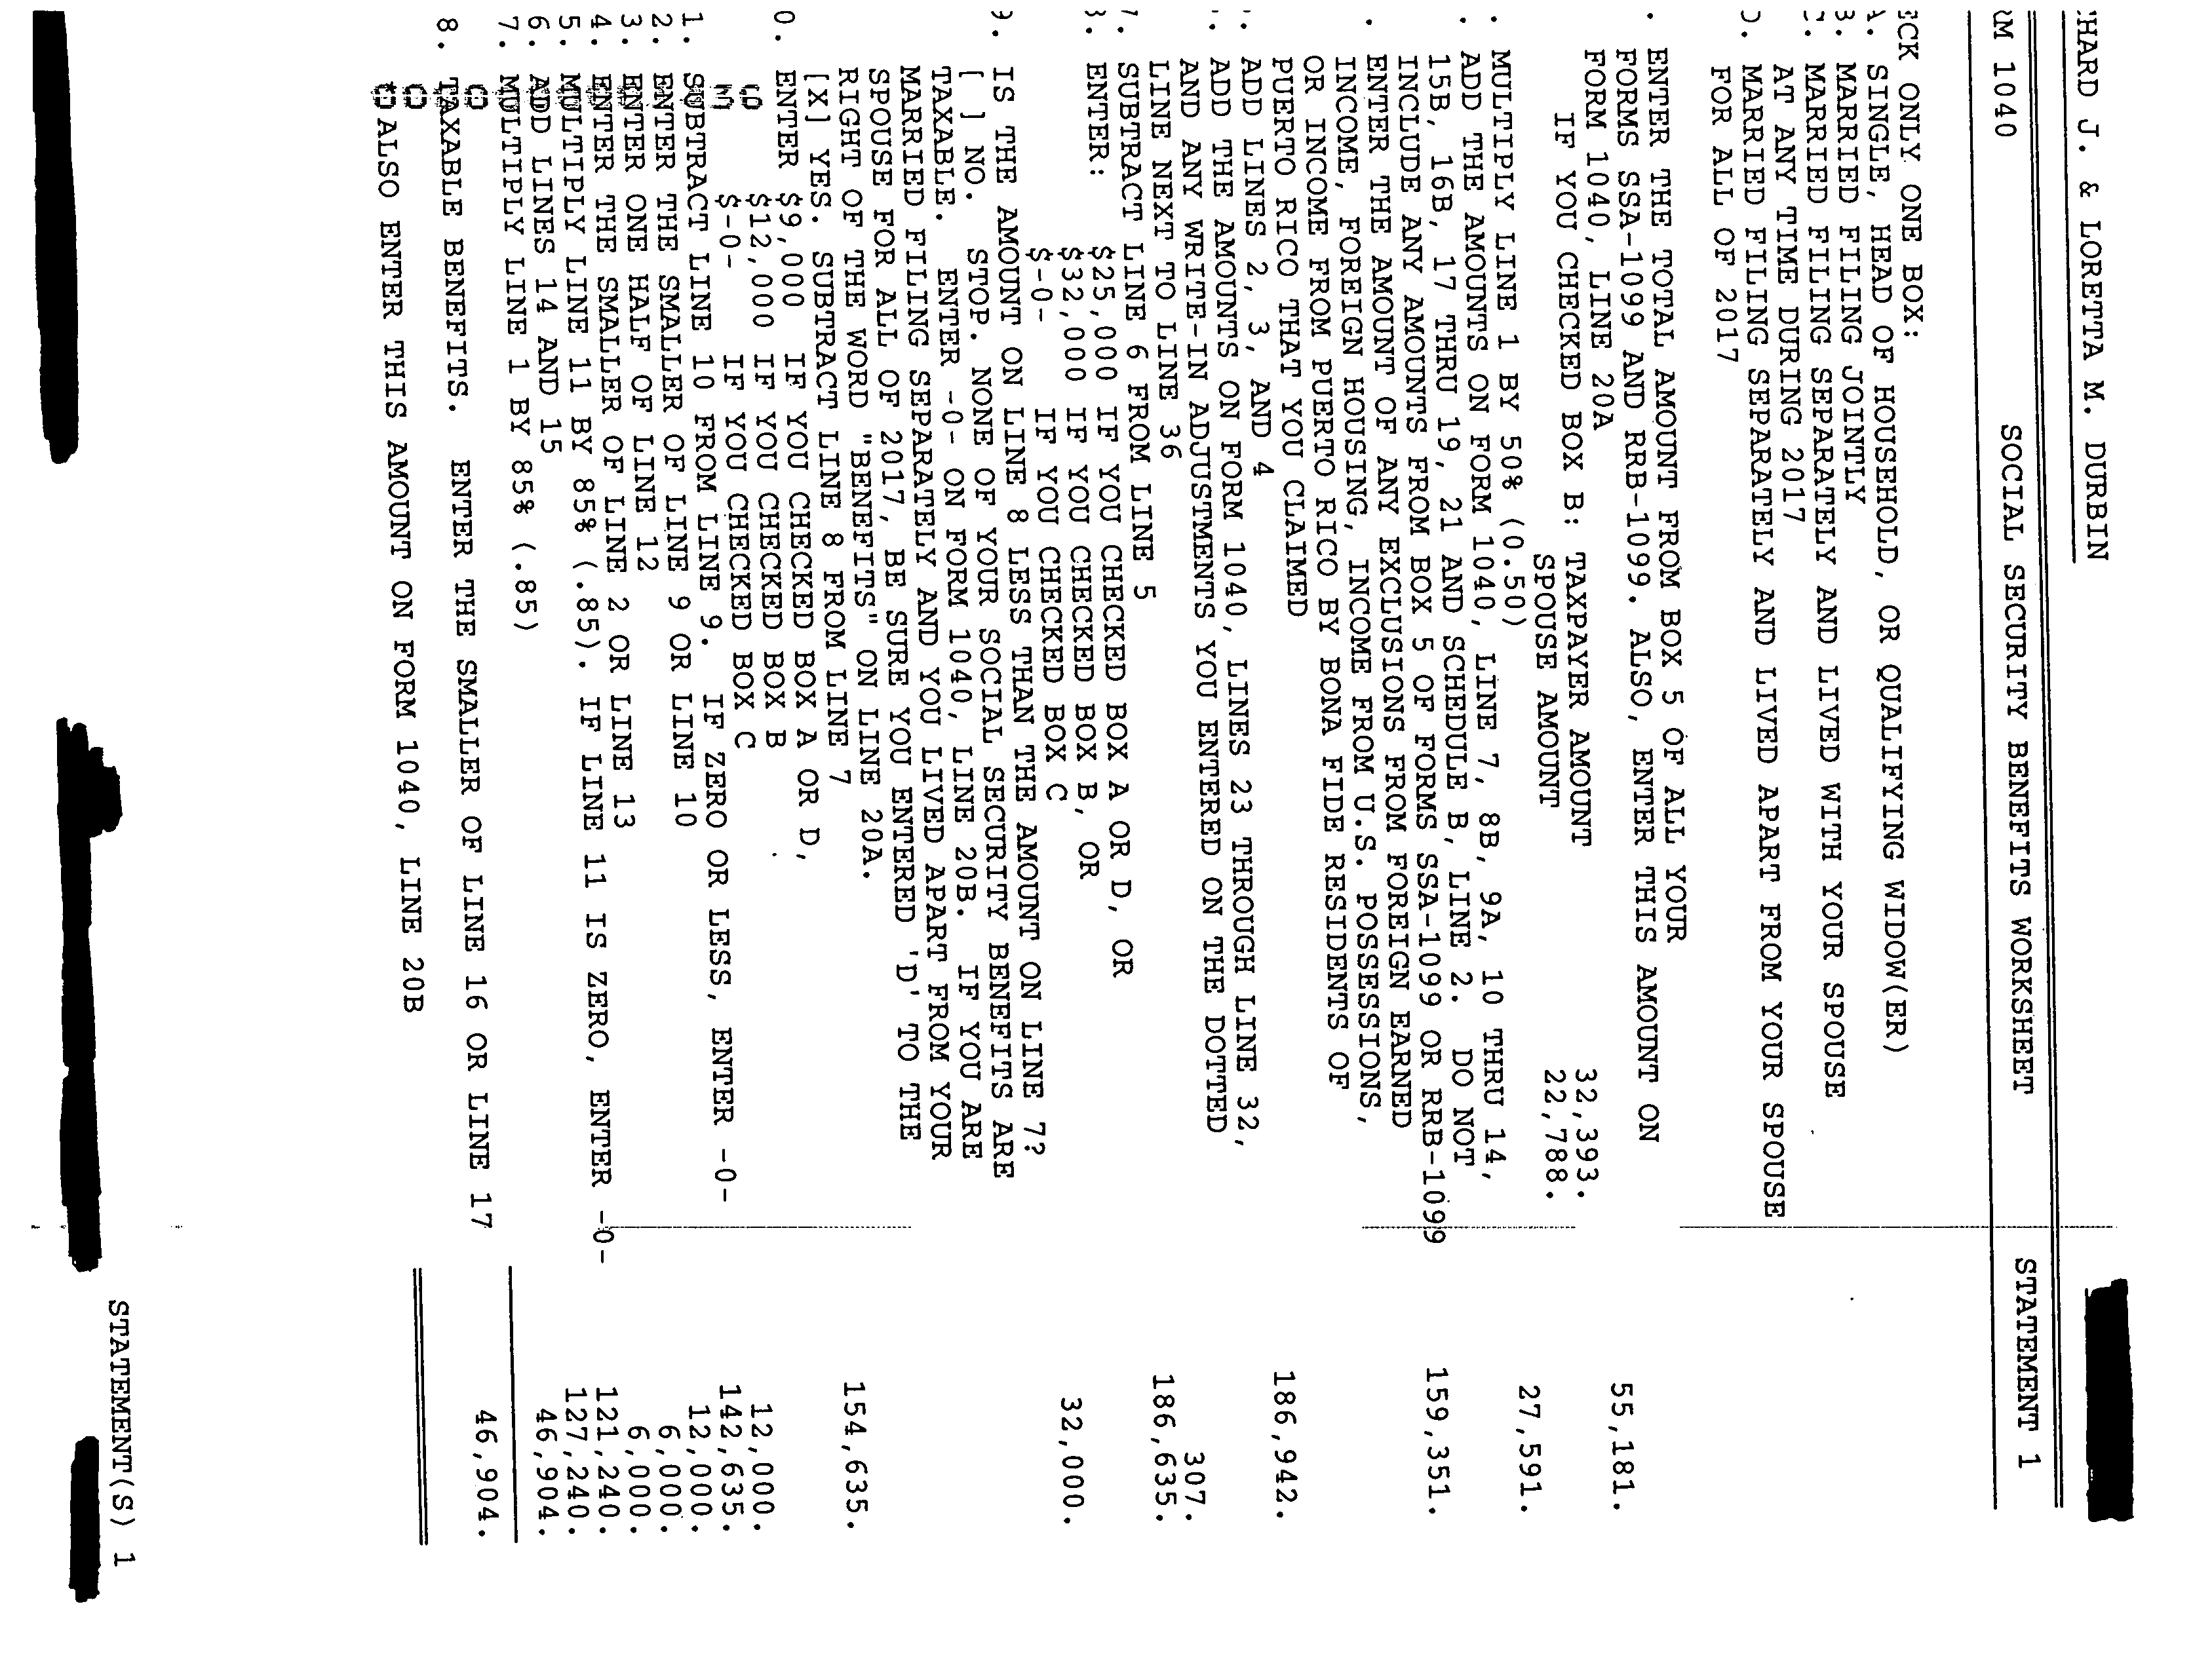 HARD J. & LORETTA M. DURBIN
RM 1040 SOCIAL SECURITY BENEFITS WORKSHEET STATEMENT 1
ECK ONLY ONE BOX:
A. SINGLE, HEAD OF HOUSEHOLD, OR QUALIFYING WIDOW(ER)
B. MARRIED FILING JOINTLY
C. MARRIED FILING SEPARATELY AND LIVED WITH YOUR SPOUSE
AT ANY TIME DURING 2017
D. MARRIED FILING SEPARATELY AND LIVED APART FROM YOUR SPOUSE
FOR ALL OF 2017
. ENTER THE TOTAL AMOUNT FROM BOX 5 OF ALL YOUR
FORMS SSA-1099 AND RRB-1099. ALSO, ENTER THIS AMOUNT ON
FORM 1040, LINE 20A 55,181.
IF YOU CHECKED BOX B: TAXPAYER AMOUNT 32,393.
SPOUSE AMOUNT 22,788.
. MULTIPLY LINE 1 BY 50% (0.50) 27,591.
. ADD THE AMOUNTS ON FORM 1040, LINE 7, 8B, 9A, 10 THRU 14,
15B, 16B, 17 THRU 19, 21 AND SCHEDULE B, LINE 2. DO NOT
INCLUDE ANY AMOUNTS FROM BOX 5 OF FORMS SSA-1099 OR RRB-1099 159,351.
. ENTER THE AMOUNT OF ANY EXCLUSIONS FROM FOREIGN EARNED
INCOME, FOREIGN HOUSING, INCOME FROM U.S. POSSESSIONS,
OR INCOME FROM PUERTO RICO BY BONA FIDE RESIDENTS OF
PUERTO RICO THAT YOU CLAIMED
. ADD LINES 2, 3, AND 4 186,942.
. ADD THE AMOUNTS ON FORM 1040, LINES 23 THROUGH LINE 32,
AND ANY WRITE-IN ADJUSTMENTS YOU ENTERED ON THE DOTTED
LINE NEXT TO LINE 36 307.
7. SUBTRACT LINE 6 FROM LINE 5 186,635.
8. ENTER: $25,000 IF YOU CHECKED BOX A OR D, OR
$32,000 IF YOU CHECKED BOX B, OR
$-0- IF YOU CHECKED BOX C 32,000.
9. IS THE AMOUNT ON LINE 8 LESS THAN THE AMOUNT ON LINE 7?
[ ] NO. STOP. NONE OF YOUR SOCIAL SECURITY BENEFITS ARE
TAXABLE. ENTER -0- ON FORM 1040, LINE 20B. IF YOU ARE
MARRIED FILING SEPARATELY AND YOU LIVED APART FROM YOUR
SPOUSE FOR ALL OF 2017, BE SURE YOU ENTERED 'D' TO THE
RIGHT OF THE WORD "BENEFITS" ON LINE 20A.
[X] YES. SUBTRACT LINE 8 FROM LINE 7 154,635.
0. ENTER $9,000 IF YOU CHECKED BOX A OR D,
$12,000 IF YOU CHECKED BOX B
$-0- IF YOU CHECKED BOX C 12,000.
1. SUBTRACT LINE 10 FROM LINE 9. IF ZERO OR LESS, ENTER -0- 142,635.
2. ENTER THE SMALLER OF LINE 9 OR LINE 10 12,000.
3. ENTER ONE HALF OF LINE 12 6,000.
4. ENTER THE SMALLER OF LINE 2 OR LINE 13 6,000.
5. MULTIPLY LINE 11 BY 85% (.85). IF LINE 11 IS ZERO, ENTER -0- 121,240.
6. ADD LINES 14 AND 15 127,240.
7. MULTIPLY LINE 1 BY 85% (.85) 46,904.
8. TAXABLE BENEFITS. ENTER THE SMALLER OF LINE 16 OR LINE 17 46,904.
ALSO ENTER THIS AMOUNT ON FORM 1040, LINE 20B
STATEMENT(S) 1